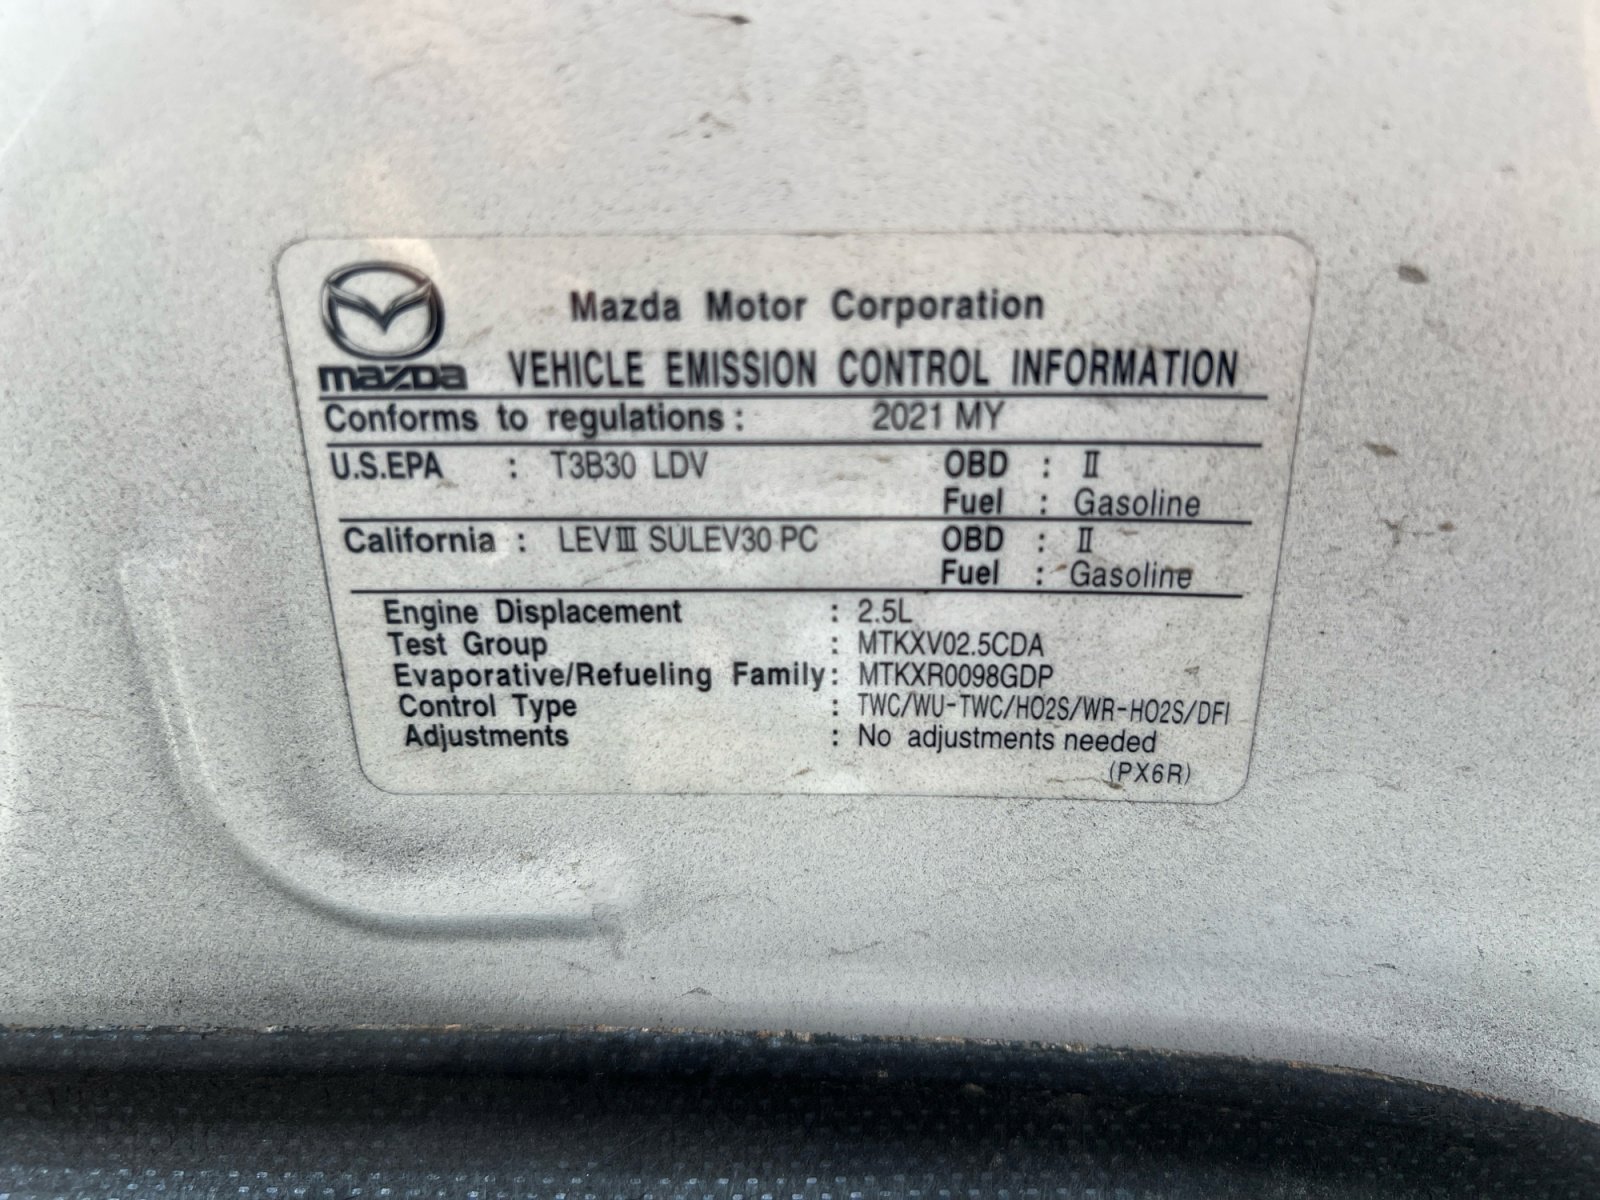 Mazda Motor Corporation
mazda VEHICLE EMISSION CONTROL INFORMATION
Conforms to regulations : 2021 MY
U.S.EPA : T3B30 LDV OBD : II
Fuel : Gasoline
California : LEVIII SULEV30 PC OBD : II
Fuel : Gasoline
Engine Displacement : 2.5L
Test Group : MTKXV02.5CDA
Evaporative/Refueling Family : MTKXR0098GDP
Control Type : TWC/WU-TWC/HO2S/WR-HO2S/DFI
Adjustments : No adjustments needed
(PX6R)